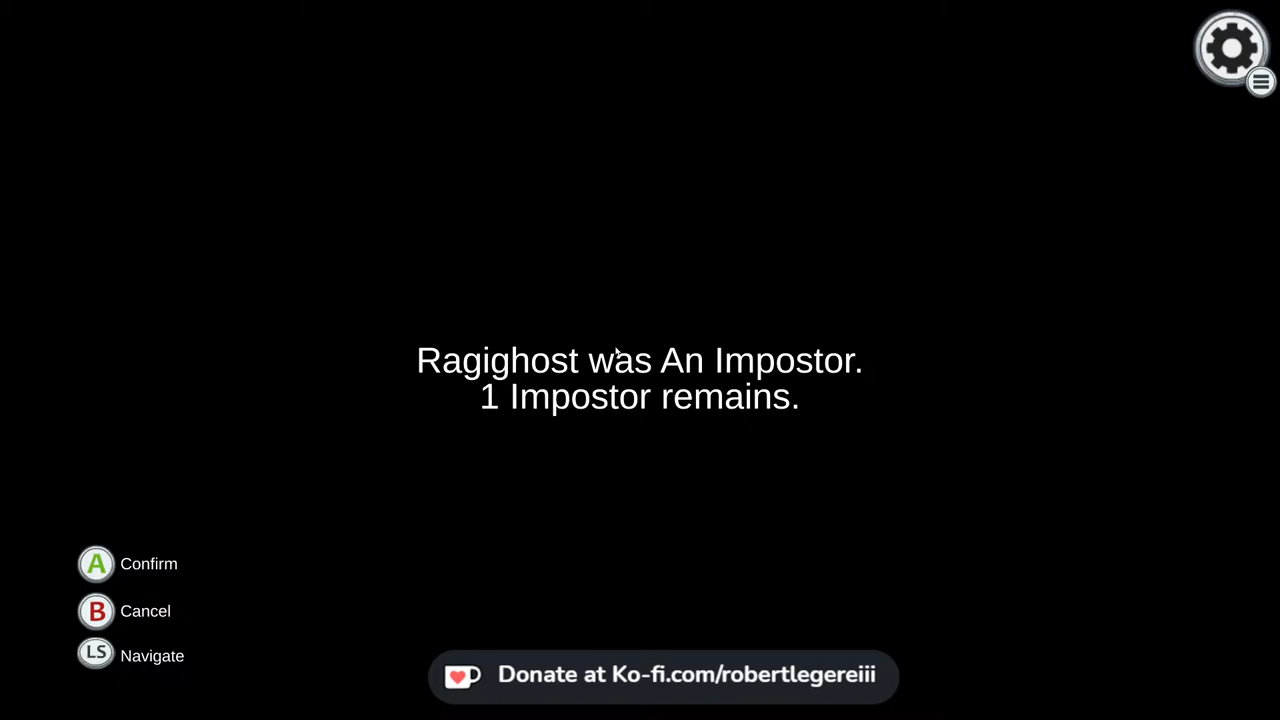 Ragighost was An Impostor.
1 Impostor remains.
A Confirm
B Cancel
LS Navigate
Donate at Ko-fi.com/robertlegereiii